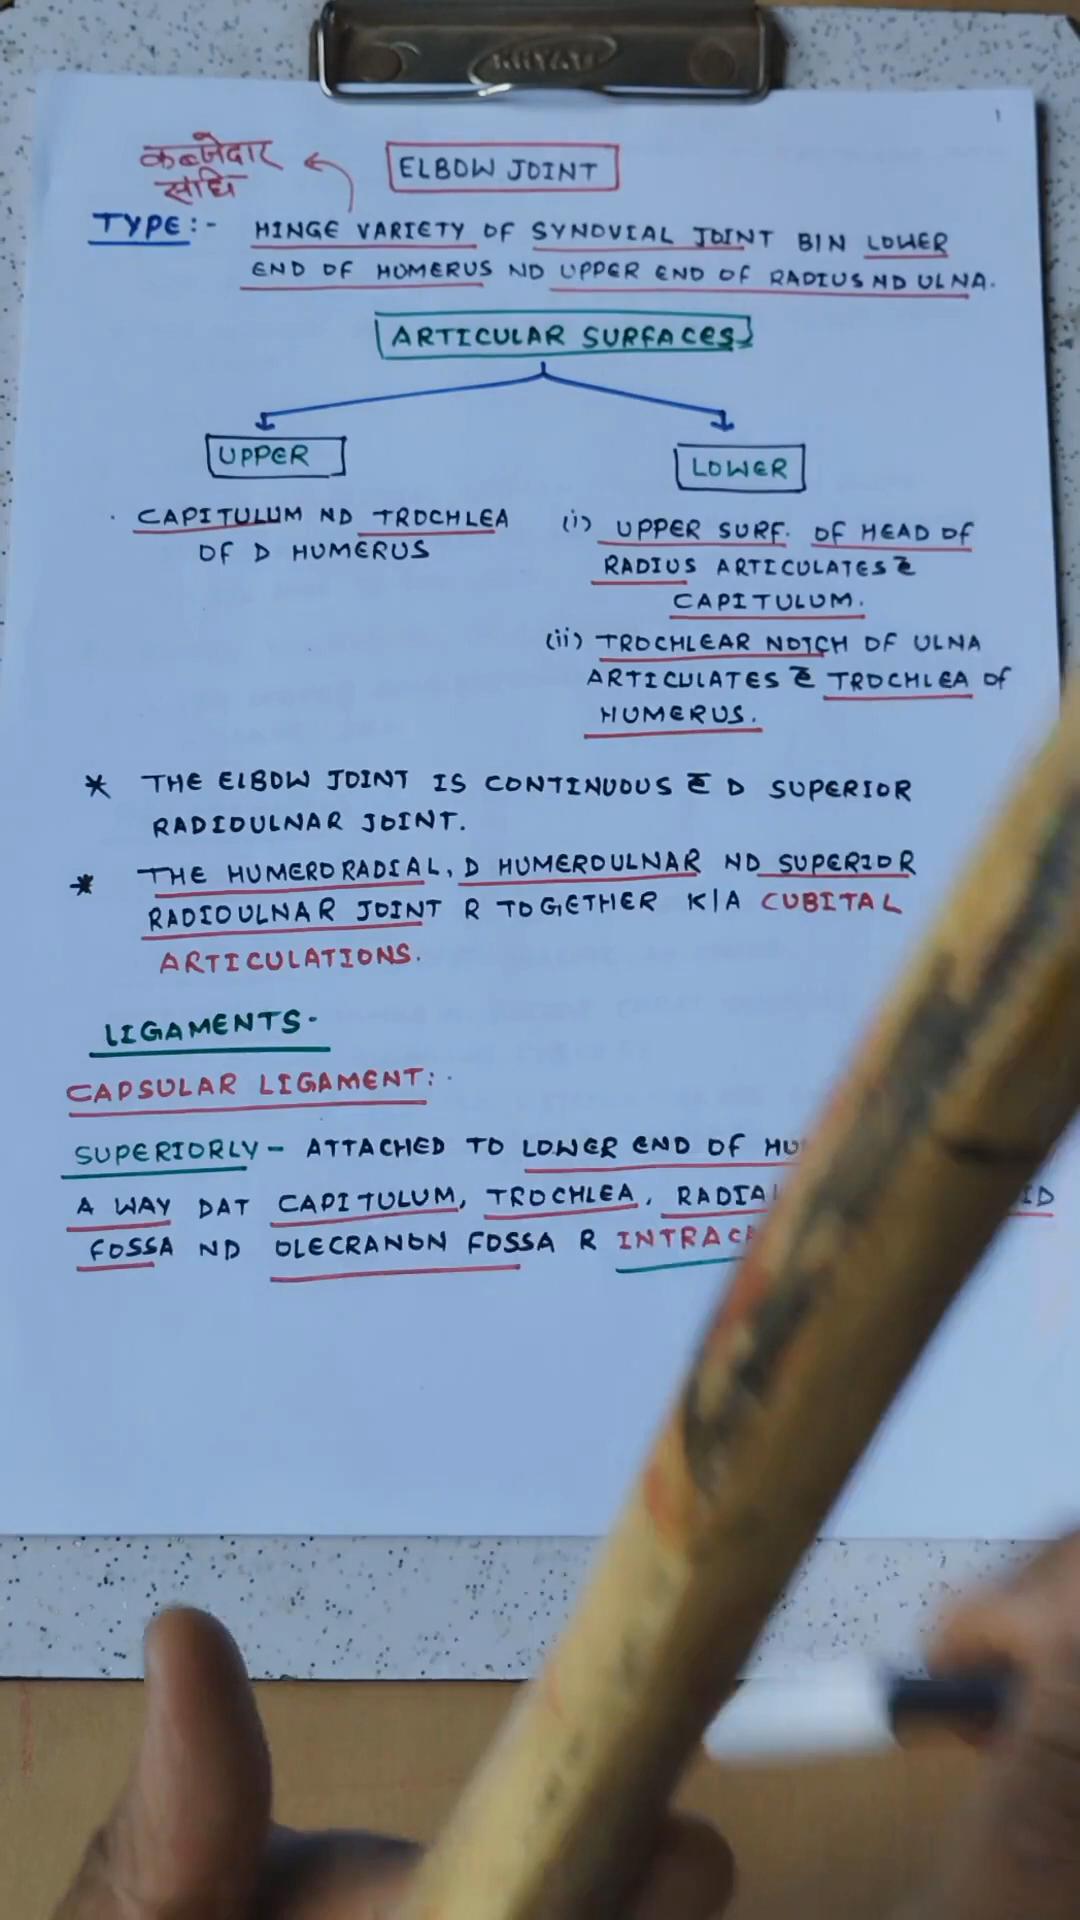 1
कब्जेदार
संधि
ELBOW JOINT
TYPE:- HINGE VARIETY OF SYNOVIAL JOINT B/N LOWER
END OF HUMERUS ND UPPER END OF RADIUS ND ULNA.
ARTICULAR SURFACES
UPPER
LOWER
CAPITULUM ND TROCHLEA
OF D HUMERUS
(i) UPPER SURF. OF HEAD OF
RADIUS ARTICULATES c̄
CAPITULUM.
(ii) TROCHLEAR NOTCH OF ULNA
ARTICULATES c̄ TROCHLEA OF
HUMERUS.
* THE ELBOW JOINT IS CONTINUOUS c̄ D SUPERIOR
RADIOULNAR JOINT.
* THE HUMERORADIAL, D HUMEROULNAR ND SUPERIOR
RADIOULNAR JOINT R TOGETHER K/A CUBITAL
ARTICULATIONS.
LIGAMENTS-
CAPSULAR LIGAMENT:-
SUPERIORLY - ATTACHED TO LOWER END OF
A WAY DAT CAPITULUM, TROCHLEA,
FOSSA ND OLECRANON FOSSA R